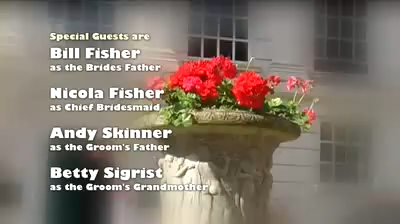 Special Guests are
Bill Fisher
as the Brides Father
Nicola Fisher
as Chief Bridesmaid
Andy Skinner
as the Groom's Father
Betty Sigrist
as the Groom's Grandmother